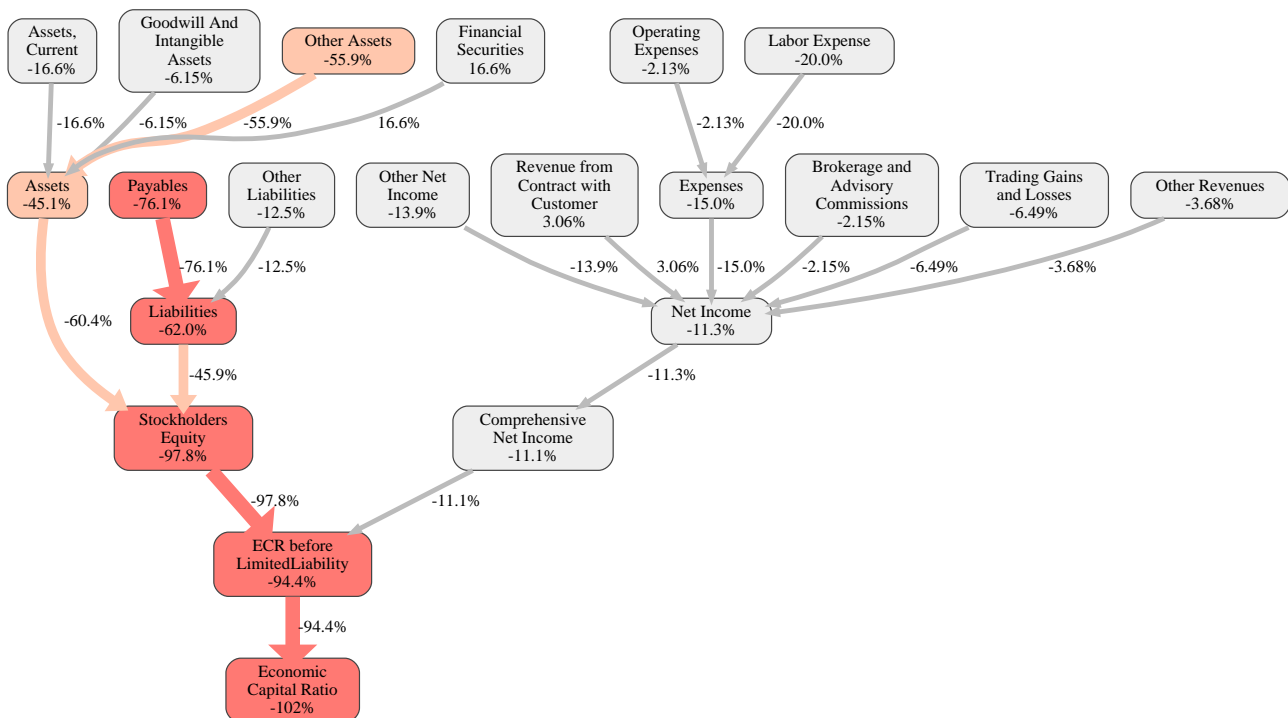 Assets,
Current
-16.6%
Goodwill And
Intangible
Assets
-6.15%
Other Assets
-55.9%
Financial
Securities
16.6%
Operating
Expenses
-2.13%
Labor Expense
-20.0%
-16.6%
-6.15%
-55.9%
16.6%
-2.13%
-20.0%
Assets
-45.1%
Payables
-76.1%
Other
Liabilities
-12.5%
Other Net
Income
-13.9%
Revenue from
Contract with
Customer
3.06%
Expenses
-15.0%
Brokerage and
Advisory
Commissions
-2.15%
Trading Gains
and Losses
-6.49%
Other Revenues
-3.68%
-76.1%
-12.5%
-13.9%
3.06%
-15.0%
-2.15%
-6.49%
-3.68%
-60.4%
Liabilities
-62.0%
Net Income
-11.3%
-45.9%
-11.3%
Stockholders
Equity
-97.8%
Comprehensive
Net Income
-11.1%
-97.8%
-11.1%
ECR before
LimitedLiability
-94.4%
-94.4%
Economic
Capital Ratio
-102%